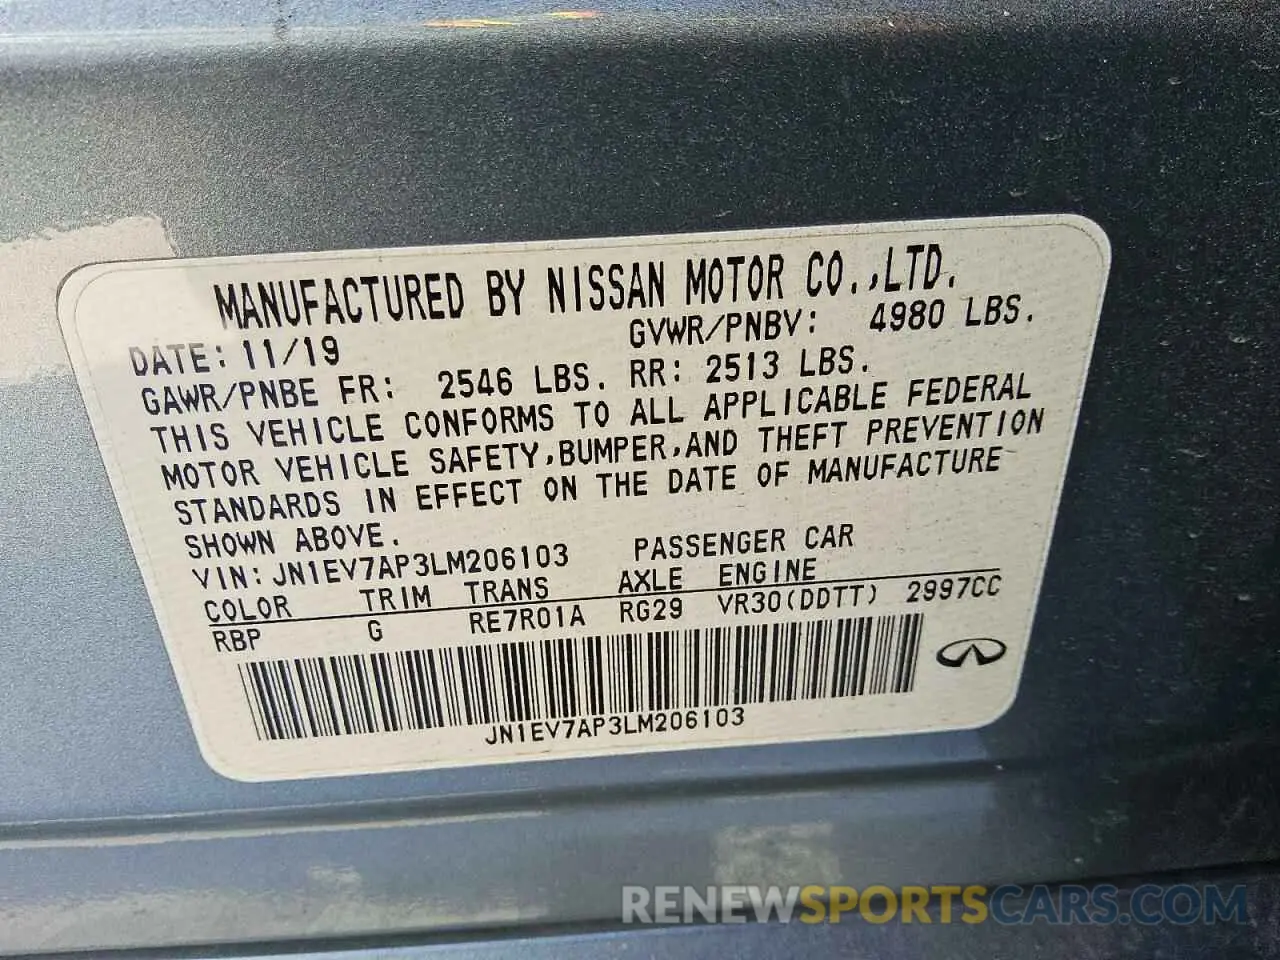 MANUFACTURED BY NISSAN MOTOR CO.,LTD.
DATE: 11/19 GVWR/PNBV: 4980 LBS.
GAWR/PNBE FR: 2546 LBS. RR: 2513 LBS.
THIS VEHICLE CONFORMS TO ALL APPLICABLE FEDERAL
MOTOR VEHICLE SAFETY,BUMPER,AND THEFT PREVENTION
STANDARDS IN EFFECT ON THE DATE OF MANUFACTURE
SHOWN ABOVE.
VIN: JN1EV7AP3LM206103 PASSENGER CAR
COLOR TRIM TRANS AXLE ENGINE
RBP G RE7R01A RG29 VR30(DDTT) 2997CC
JN1EV7AP3LM206103
RENEWSPORTSCARS.COM